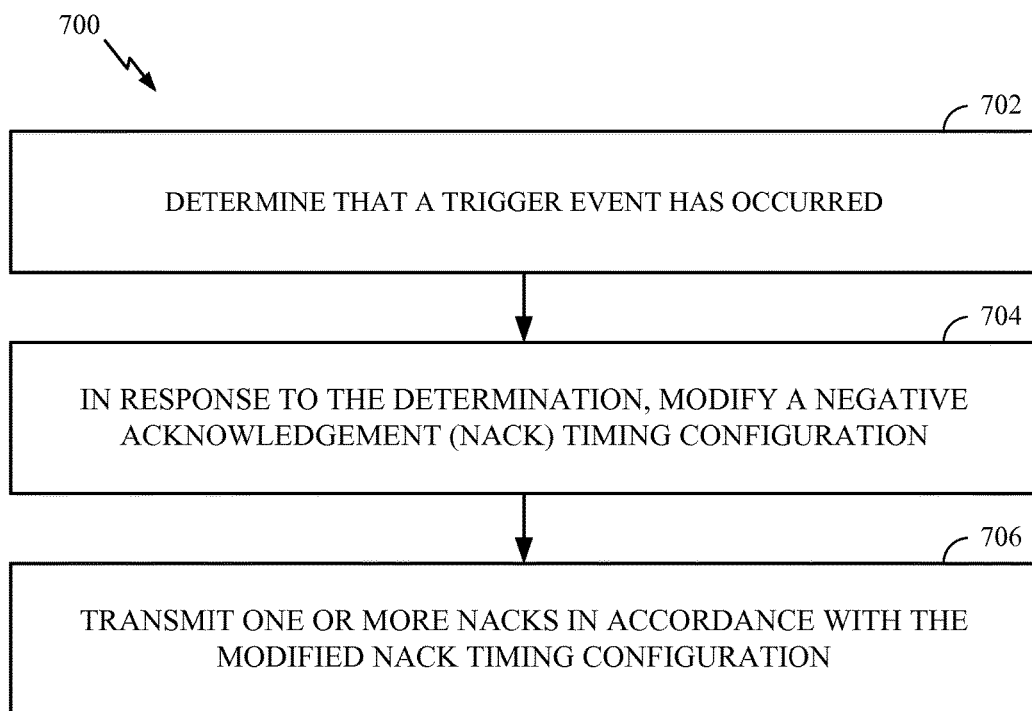 700
702
DETERMINE THAT A TRIGGER EVENT HAS OCCURRED
704
IN RESPONSE TO THE DETERMINATION, MODIFY A NEGATIVE
ACKNOWLEDGEMENT (NACK) TIMING CONFIGURATION
706
TRANSMIT ONE OR MORE NACKS IN ACCORDANCE WITH THE
MODIFIED NACK TIMING CONFIGURATION